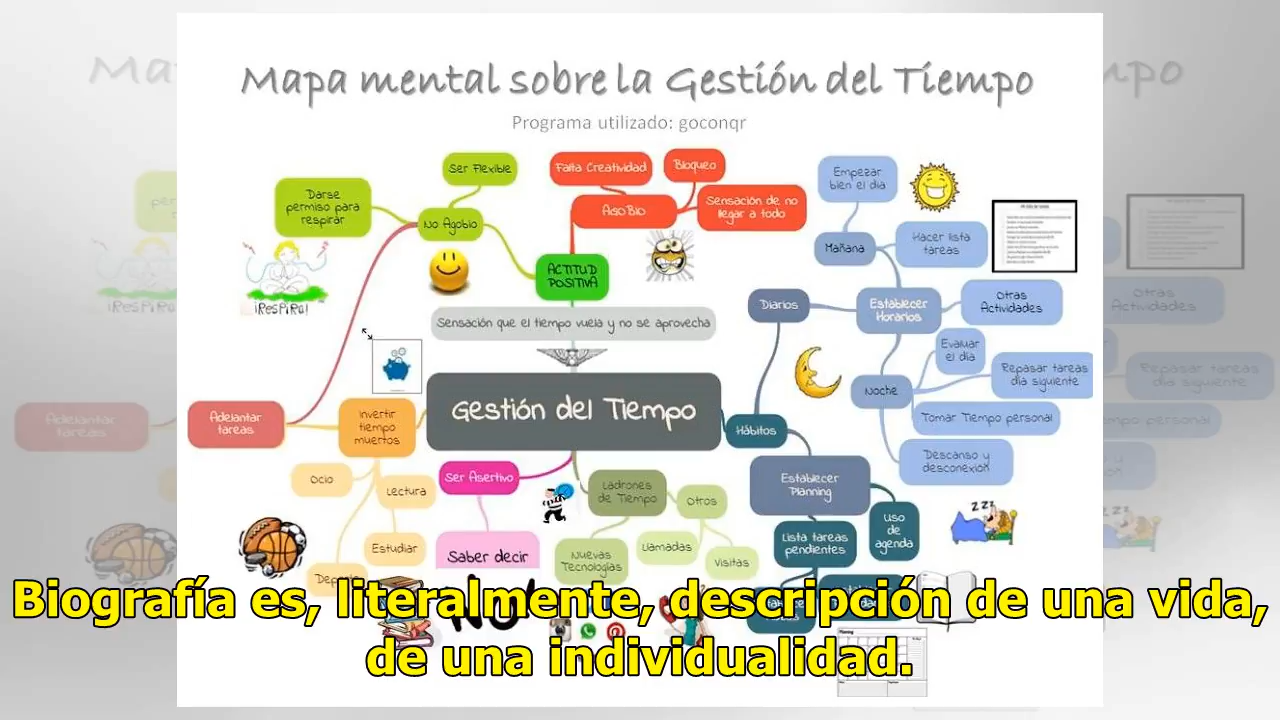 Mapa mental sobre la Gestión del Tiempo
Programa utilizado: goconqr
Ser Flexible
Falta Creatividad
Bloqueo
Empezar
bien el día
Darse
permiso para
respirar
No Agobio
AGOBIO
Sensación de no
llegar a todo
Mañana
Hacer lista
tareas
¡RESPIRA!
ACTITUD
POSITIVA
Diarios
Establecer
Horarios
Otras
Actividades
Sensación que el tiempo vuela y no se aprovecha
Evaluar
el día
Repasar tareas
día siguiente
Noche
Adelantar
tareas
Invertir
tiempo
muertos
Gestión del Tiempo
Hábitos
Tomar Tiempo personal
Descanso y
desconexión
Ocio
Lectura
Ser Asertivo
Ladrones
de Tiempo
Otros
Establecer
Planning
Uso
de
agenda
zzz
Estudiar
Saber decir
NO!
Nuevas
Tecnologías
Llamadas
Visitas
Lista tareas
pendientes
Biografía es, literalmente, descripción de una vida,
de una individualidad.
Planning